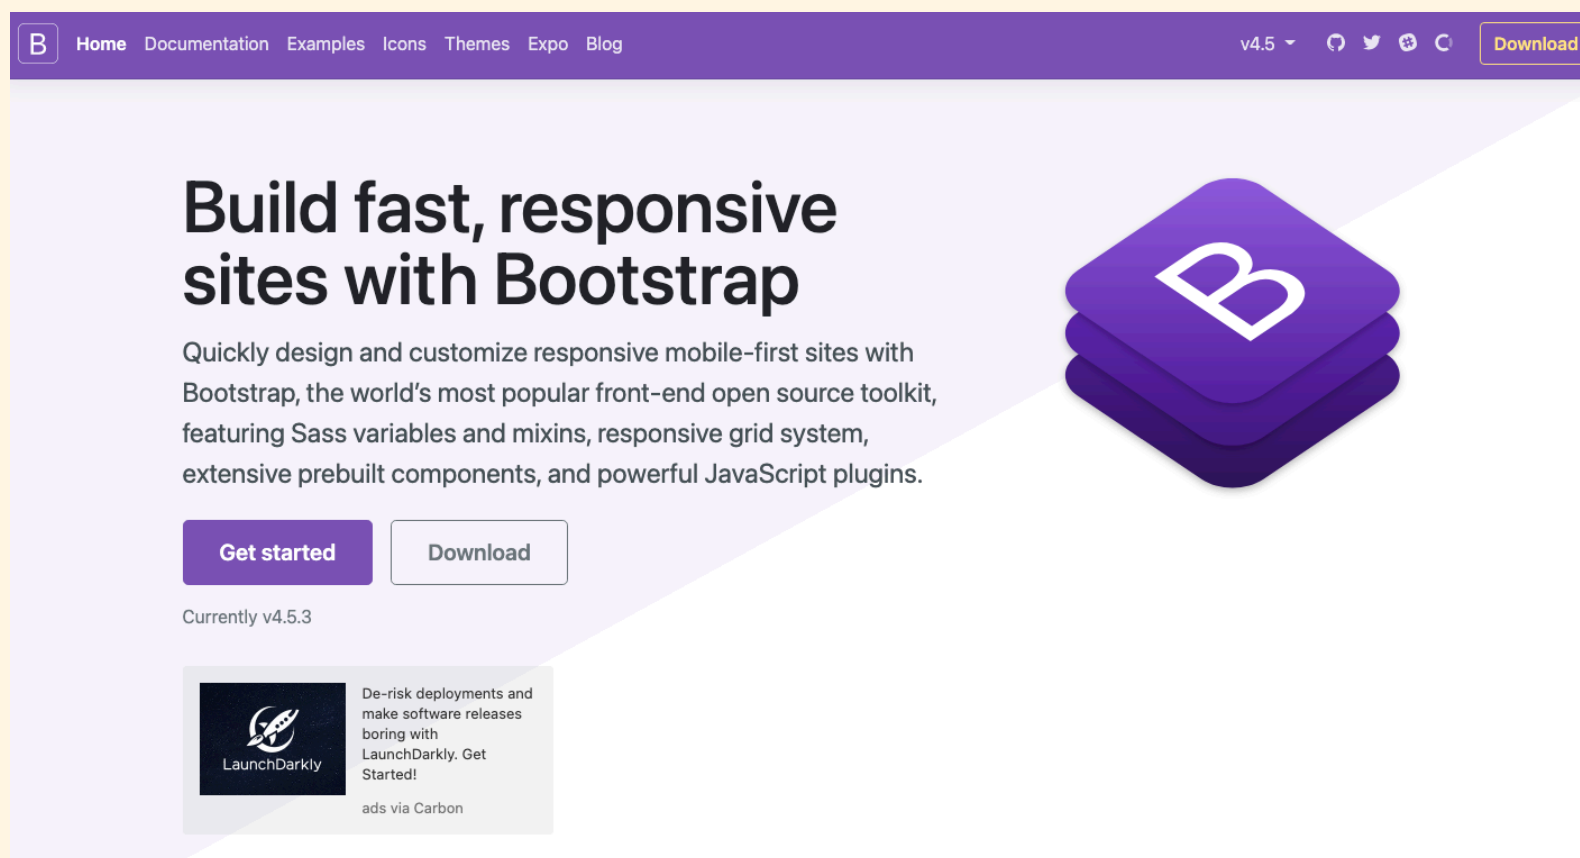 B Home Documentation Examples Icons Themes Expo Blog v4.5 Download
Build fast, responsive
sites with Bootstrap
B
Quickly design and customize responsive mobile-first sites with
Bootstrap, the world’s most popular front-end open source toolkit,
featuring Sass variables and mixins, responsive grid system,
extensive prebuilt components, and powerful JavaScript plugins.
Get started Download
Currently v4.5.3
LaunchDarkly
De-risk deployments and
make software releases
boring with
LaunchDarkly. Get
Started!
ads via Carbon